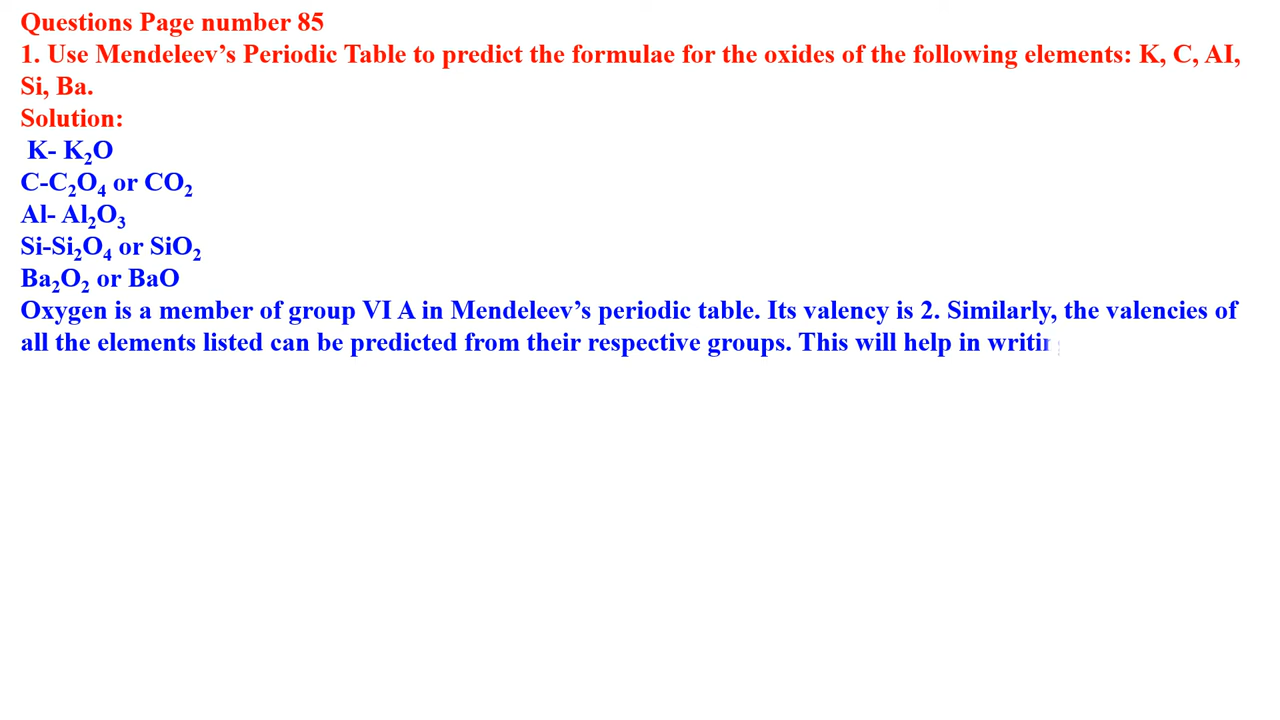 Questions Page number 85
1. Use Mendeleev’s Periodic Table to predict the formulae for the oxides of the following elements: K, C, AI,
Si, Ba.
Solution:
K- K₂O
C-C₂O₄ or CO₂
Al- Al₂O₃
Si-Si₂O₄ or SiO₂
Ba₂O₂ or BaO
Oxygen is a member of group VI A in Mendeleev’s periodic table. Its valency is 2. Similarly, the valencies of
all the elements listed can be predicted from their respective groups. This will help in writin